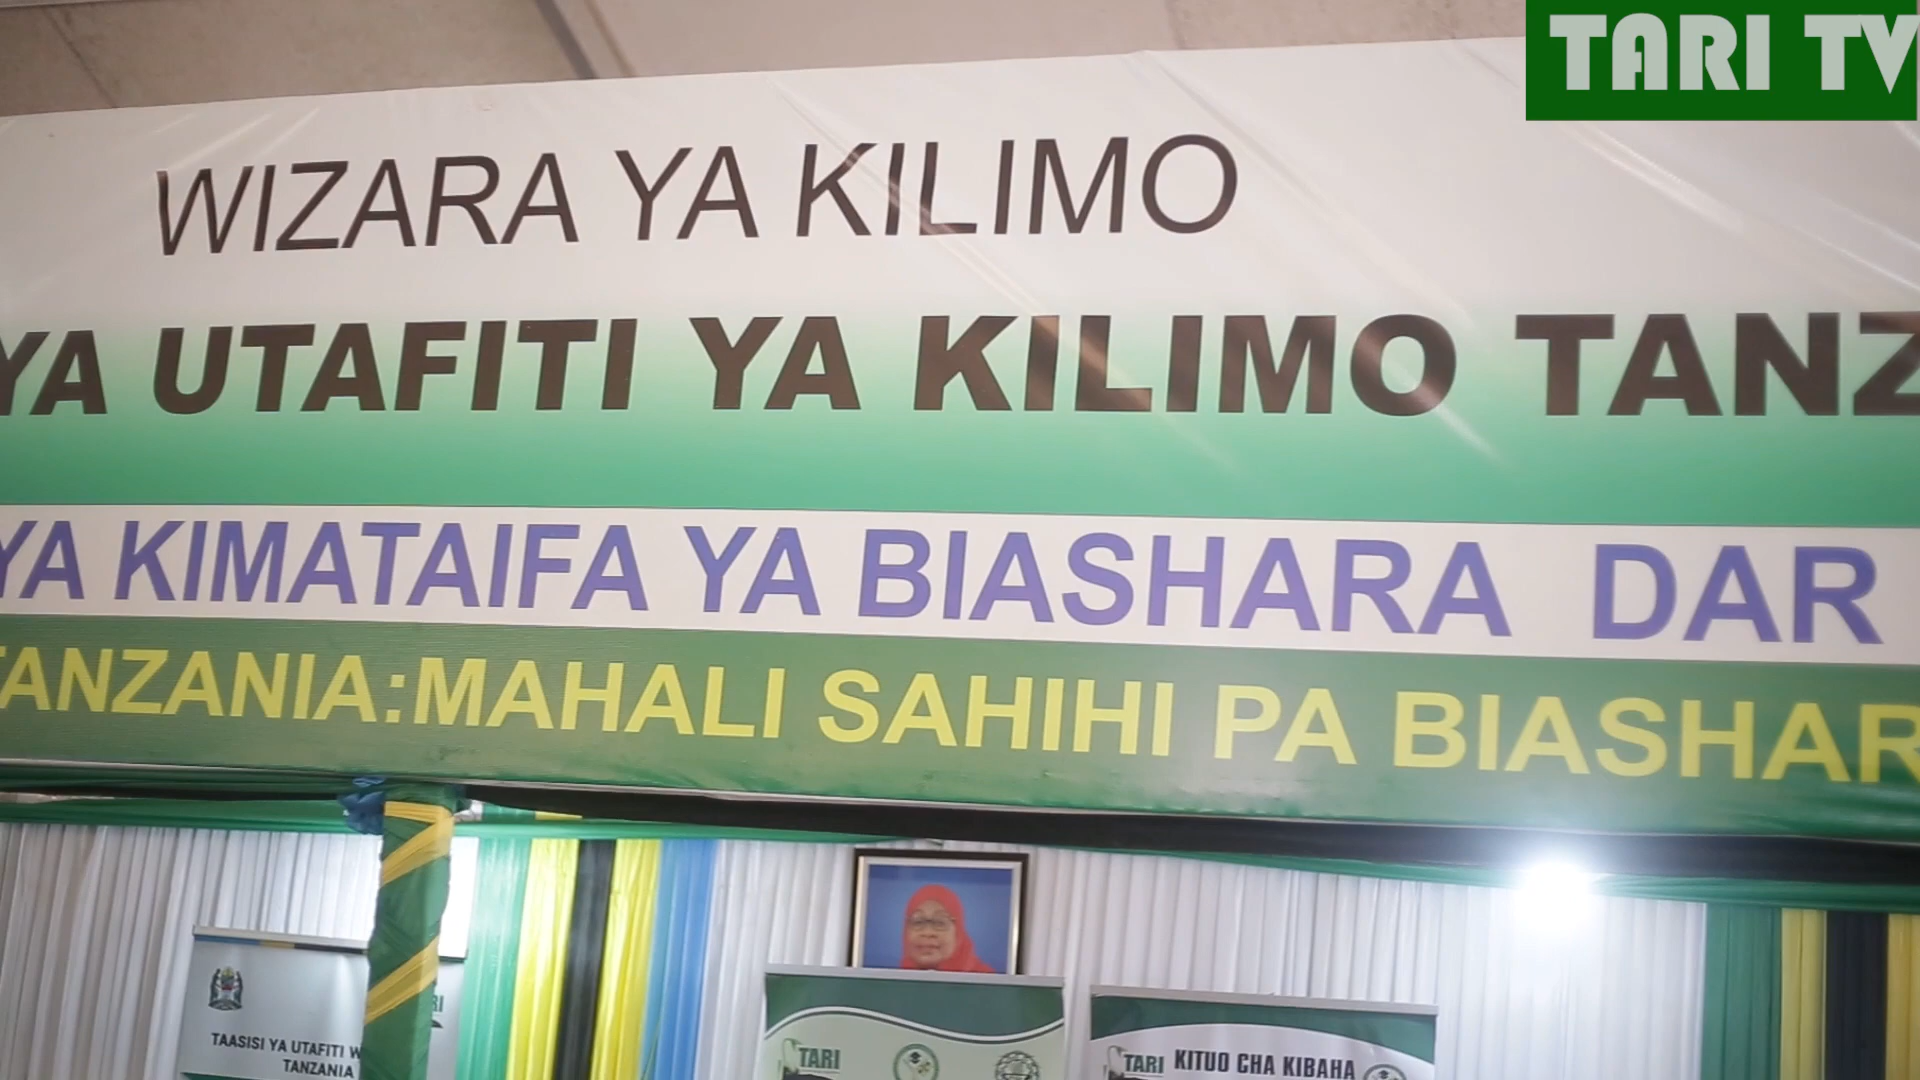 TARI TV
WIZARA YA KILIMO
YA UTAFITI YA KILIMO TANZ
YA KIMATAIFA YA BIASHARA DAR
TANZANIA:MAHALI SAHIHI PA BIASHAR
TAASISI YA UTAFITI W
TANZANIA
TARI
TARI KITUO CHA KIBAHA